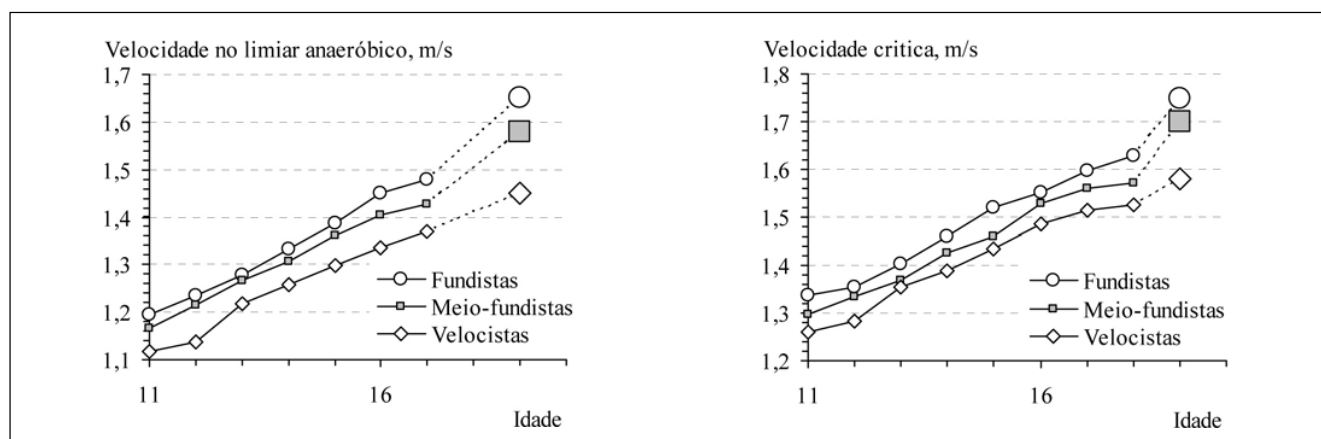 Velocidade no limiar anaeróbico, m/s
1,7
1,6
1,5
1,4
1,3
1,2
1,1
11
16
Idade
Fundistas
Meio-fundistas
Velocistas
Velocidade critica, m/s
1,8
1,7
1,6
1,5
1,4
1,3
1,2
11
16
Idade
Fundistas
Meio-fundistas
Velocistas